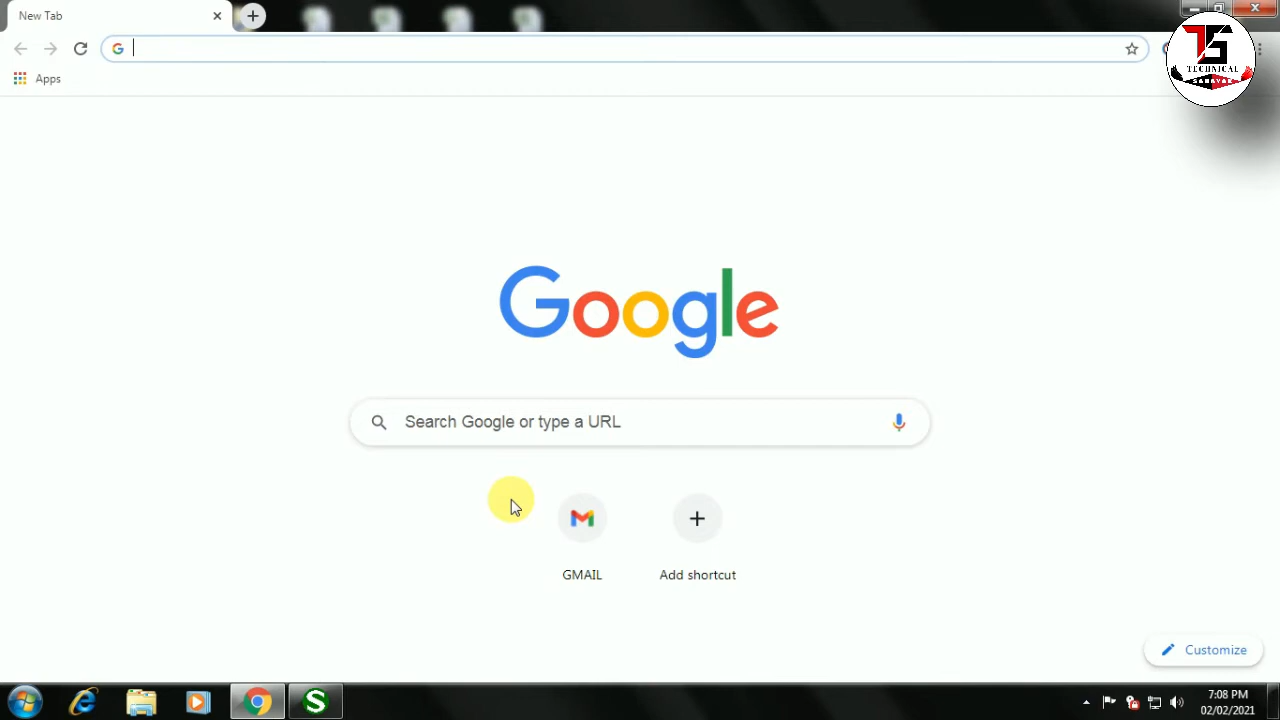 New Tab
TECHNICAL
Apps
Google
Search Google or type a URL
GMAIL
Add shortcut
Customize
7:08 PM
02/02/2021